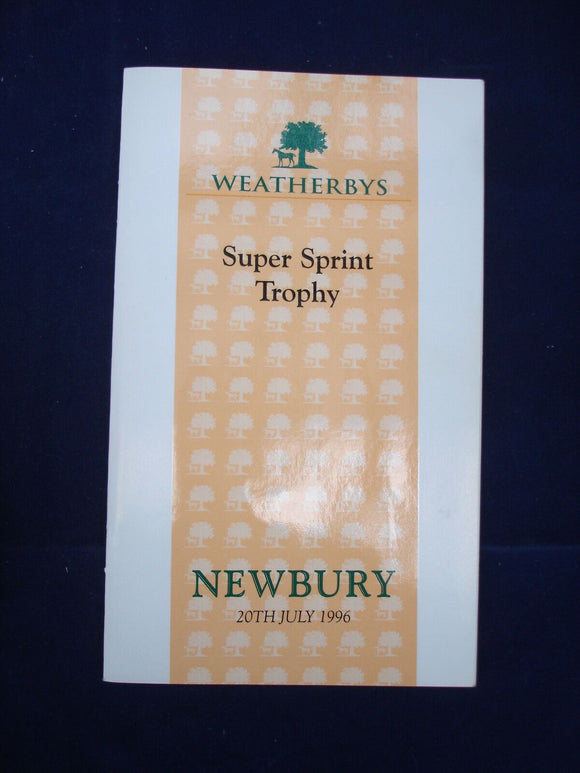 WEATHERBYS
Super Sprint
Trophy
NEWBURY
20TH JULY 1996